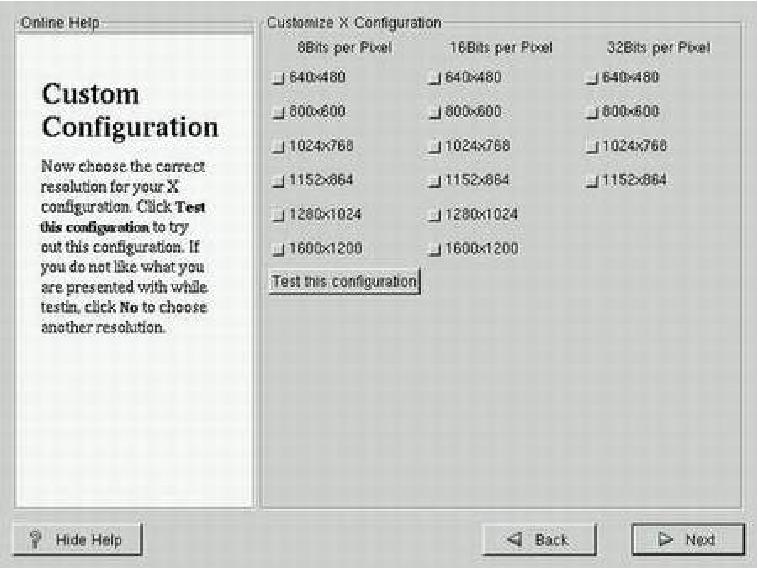 Online Help
Custom
Configuration
Now choose the correct
resolution for your X
configuration. Click Test
this configuration to try
out this configuration. If
you do not like what you
are presented with while
testin, click No to choose
another resolution.
Customize X Configuration
8Bits per Pixel 16Bits per Pixel 32Bits per Pixel
640x480 640x480 640x480
800x600 800x600 800x600
1024x768 1024x768 1024x768
1152x864 1152x864 1152x864
1280x1024 1280x1024
1600x1200 1600x1200
Test this configuration
Hide Help Back Next